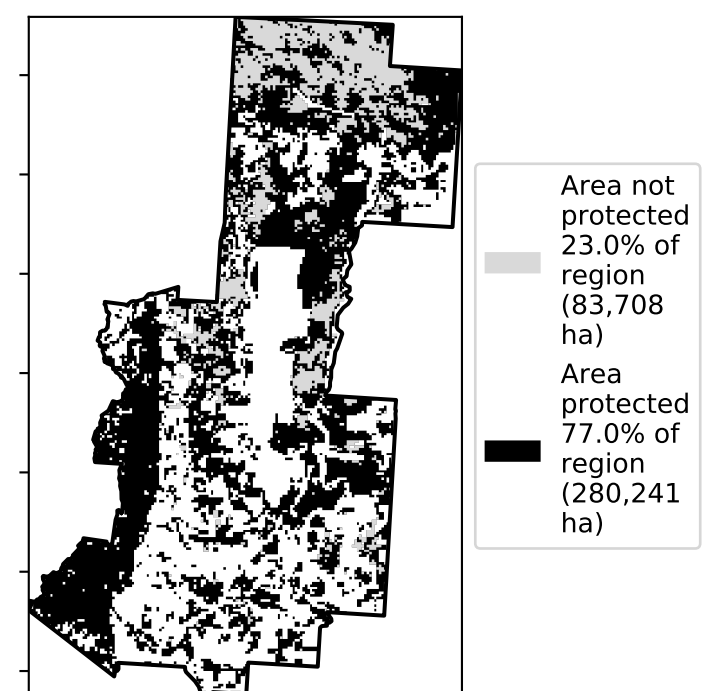 Area not
protected
23.0% of
region
(83,708
ha)
Area
protected
77.0% of
region
(280,241
ha)